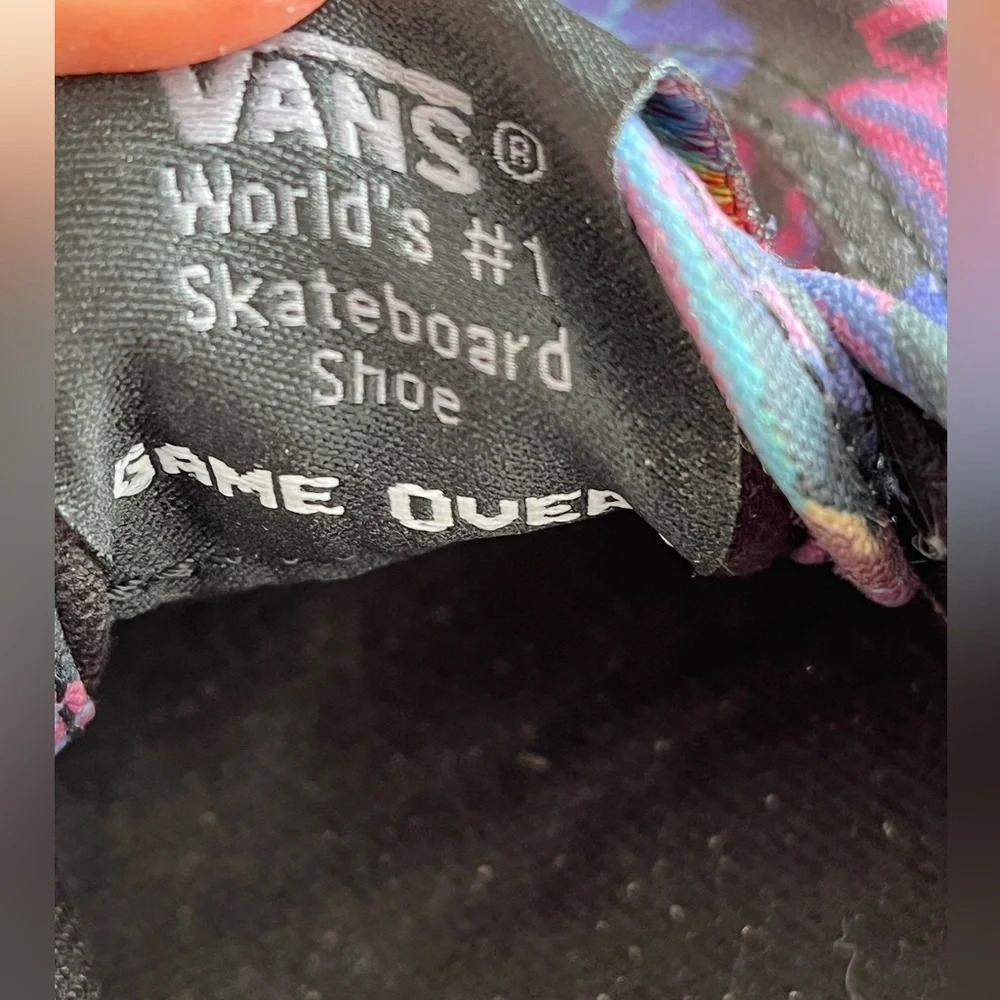 VANS®
World's #1
Skateboard
Shoe
GAME OVER